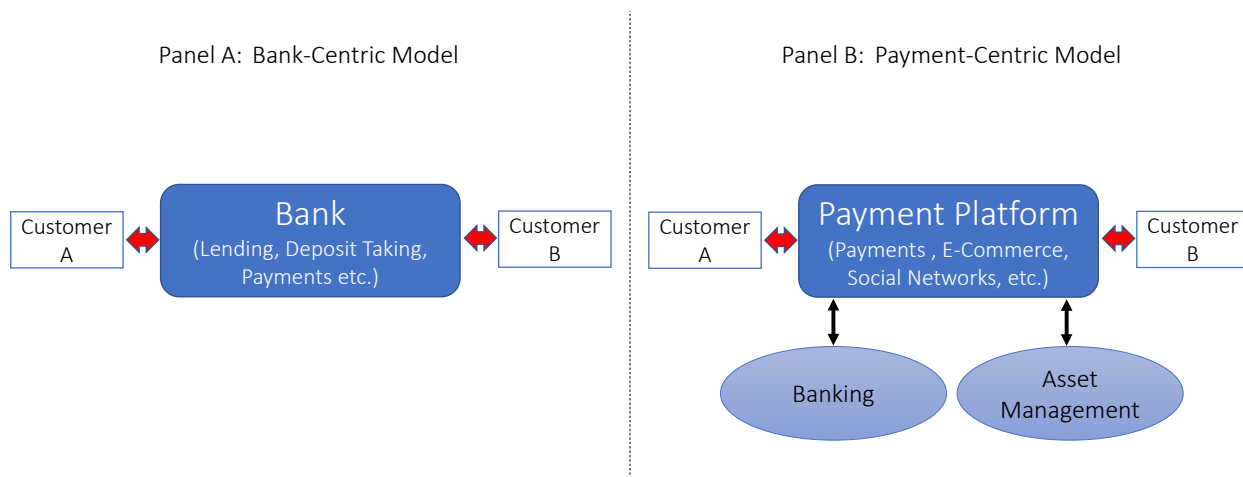 Panel A: Bank-Centric Model
Customer
A
Bank
(Lending, Deposit Taking,
Payments etc.)
Customer
B
Panel B: Payment-Centric Model
Customer
A
Payment Platform
(Payments , E-Commerce,
Social Networks, etc.)
Customer
B
Banking
Asset
Management